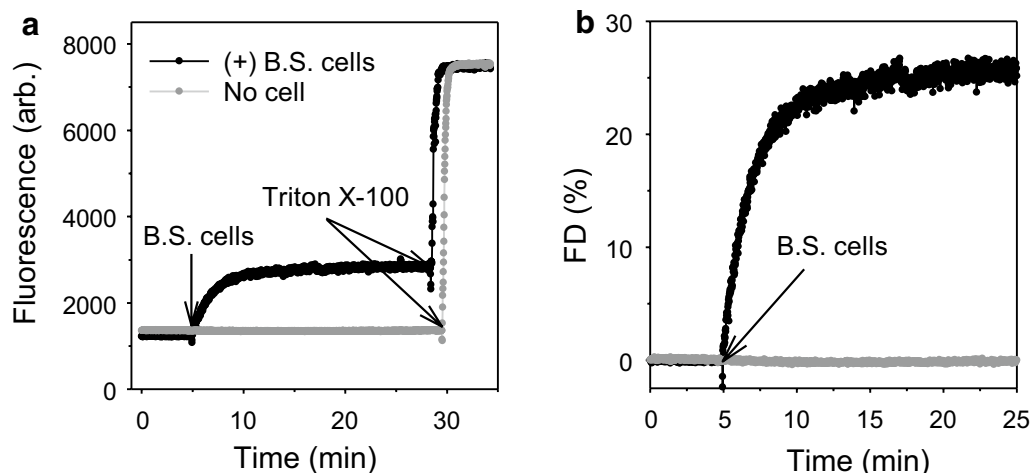 a
8000
6000
4000
2000
0
Fluorescence (arb.)
(+) B.S. cells
No cell
Triton X-100
B.S. cells
0
10
20
30
Time (min)
b
30
20
10
0
FD (%)
B.S. cells
0
5
10
15
20
25
Time (min)